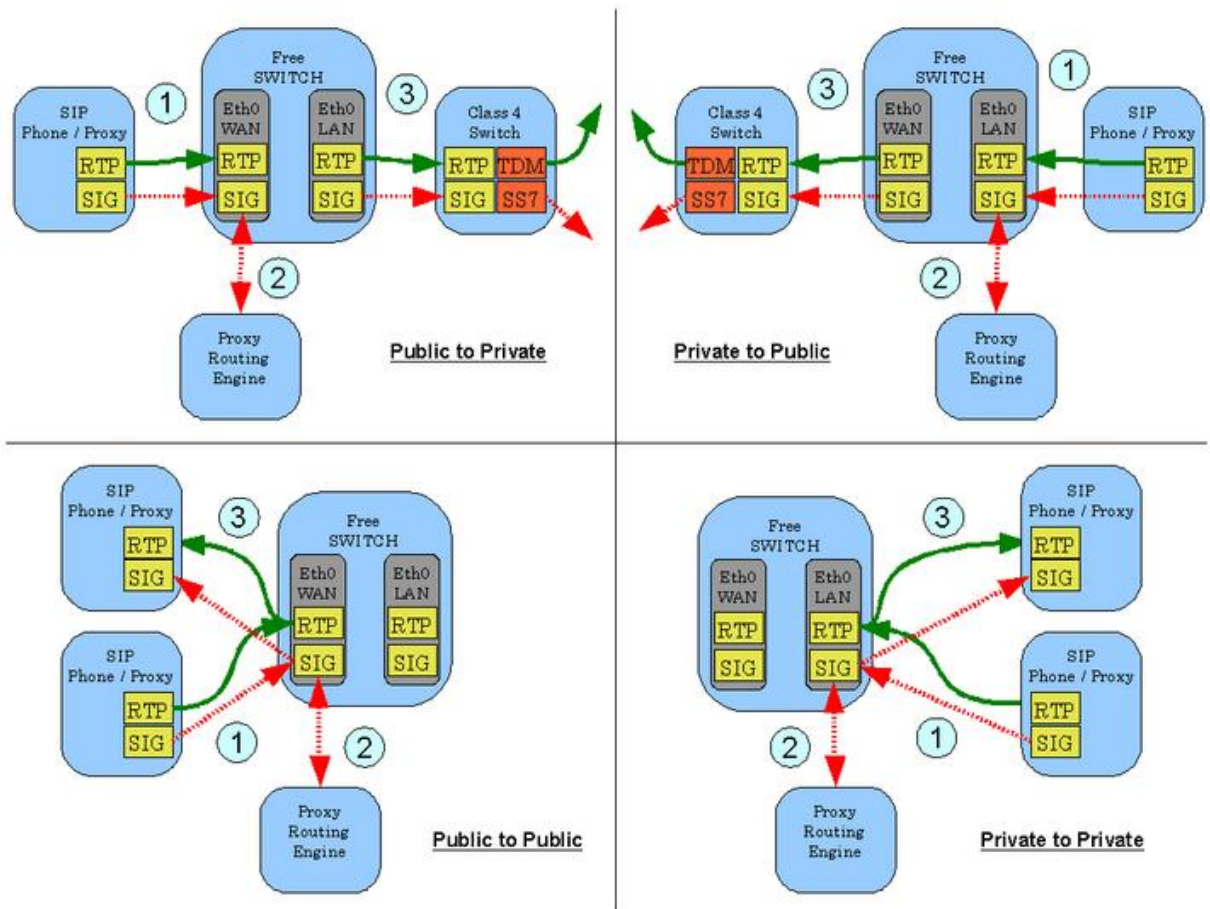 Free
SWITCH
1
3
SIP
Phone / Proxy
Eth0
WAN
Eth0
LAN
Class 4
Switch
RTP
RTP
RTP
RTP
TDM
SIG
SIG
SIG
SIG
SS7
2
Proxy
Routing
Engine
Public to Private
Free
SWITCH
3
1
Class 4
Switch
Eth0
WAN
Eth0
LAN
SIP
Phone / Proxy
TDM
RTP
RTP
RTP
RTP
SS7
SIG
SIG
SIG
SIG
2
Proxy
Routing
Engine
Private to Public
SIP
Phone / Proxy
3
RTP
SIG
Free
SWITCH
Eth0
WAN
Eth0
LAN
RTP
RTP
SIG
SIG
SIP
Phone / Proxy
RTP
SIG
1
2
Proxy
Routing
Engine
Public to Public
SIP
Phone / Proxy
3
RTP
SIG
Free
SWITCH
Eth0
WAN
Eth0
LAN
RTP
RTP
SIG
SIG
SIP
Phone / Proxy
RTP
SIG
2
1
Proxy
Routing
Engine
Private to Private